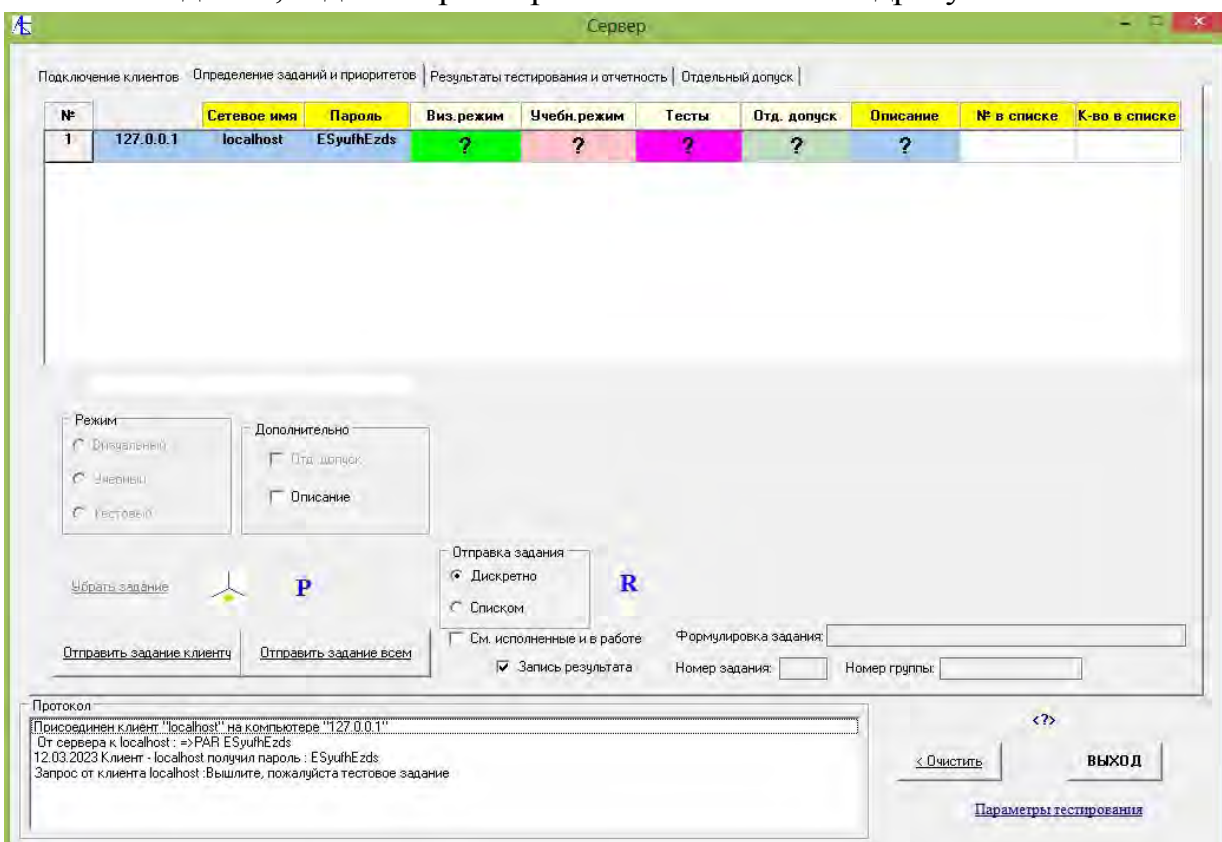 Сервер
Подключение клиентов Определение заданий и приоритетов Результаты тестирования и отчетность Отдельный допуск
№ Сетевое имя Пароль Виз.режим Учебн.режим Тесты Отд. допуск Описание № в списке К-во в списке
1 127.0.0.1 localhost ESyufhEzds ? ? ? ? ?
Режим
Визуальный
Учебный
Тестовый
Дополнительно
Отд. допуск
Описание
Отправка задания
Дискретно
Списком
Убрать задание P R
См. исполненные и в работе Формулировка задания:
Отправить задание клиенту Отправить задание всем
Запись результата Номер задания: Номер группы:
Протокол
Присоединен клиент "localhost" на компьютере "127.0.0.1"
От сервера к localhost : =>PAR ESyufhEzds
12.03.2023 Клиент - localhost получил пароль : ESyufhEzds
Запрос от клиента localhost :Вышлите, пожалуйста тестовое задание
<?>
< Очистить ВЫХОД
Параметры тестирования